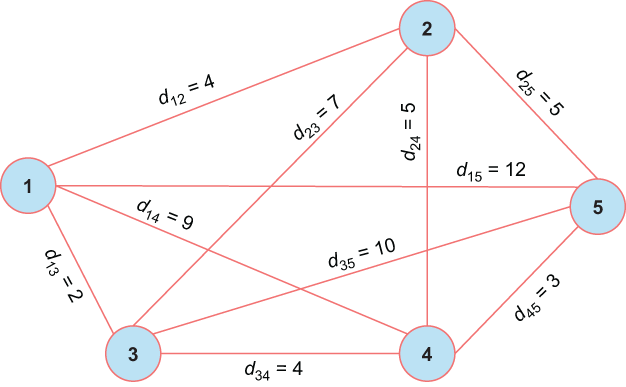 2
d12 = 4
d23 = 7
d24 = 5
d25 = 5
d15 = 12
1
d14 = 9
5
d13 = 2
d35 = 10
d45 = 3
3
4
d34 = 4